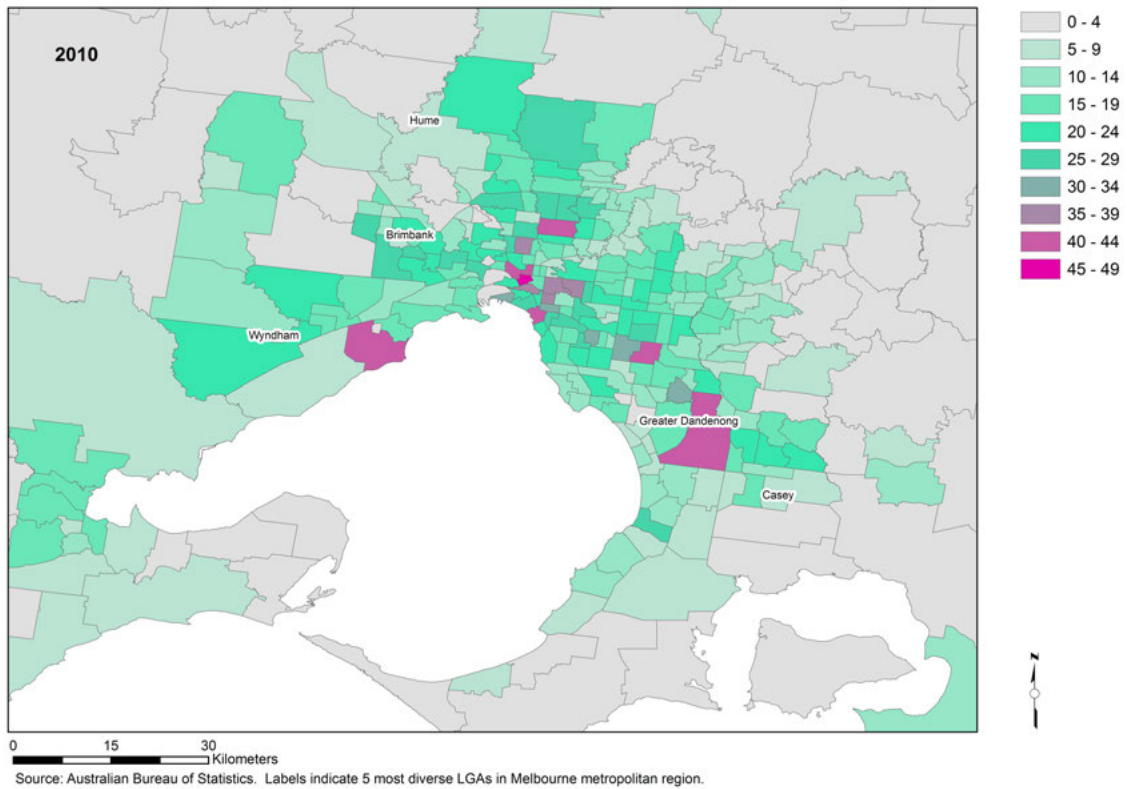 2010
Hume
Brimbank
Wyndham
Greater Dandenong
Casey
0 - 4
5 - 9
10 - 14
15 - 19
20 - 24
25 - 29
30 - 34
35 - 39
40 - 44
45 - 49
N
0 15 30
Kilometers
Source: Australian Bureau of Statistics. Labels indicate 5 most diverse LGAs in Melbourne metropolitan region.